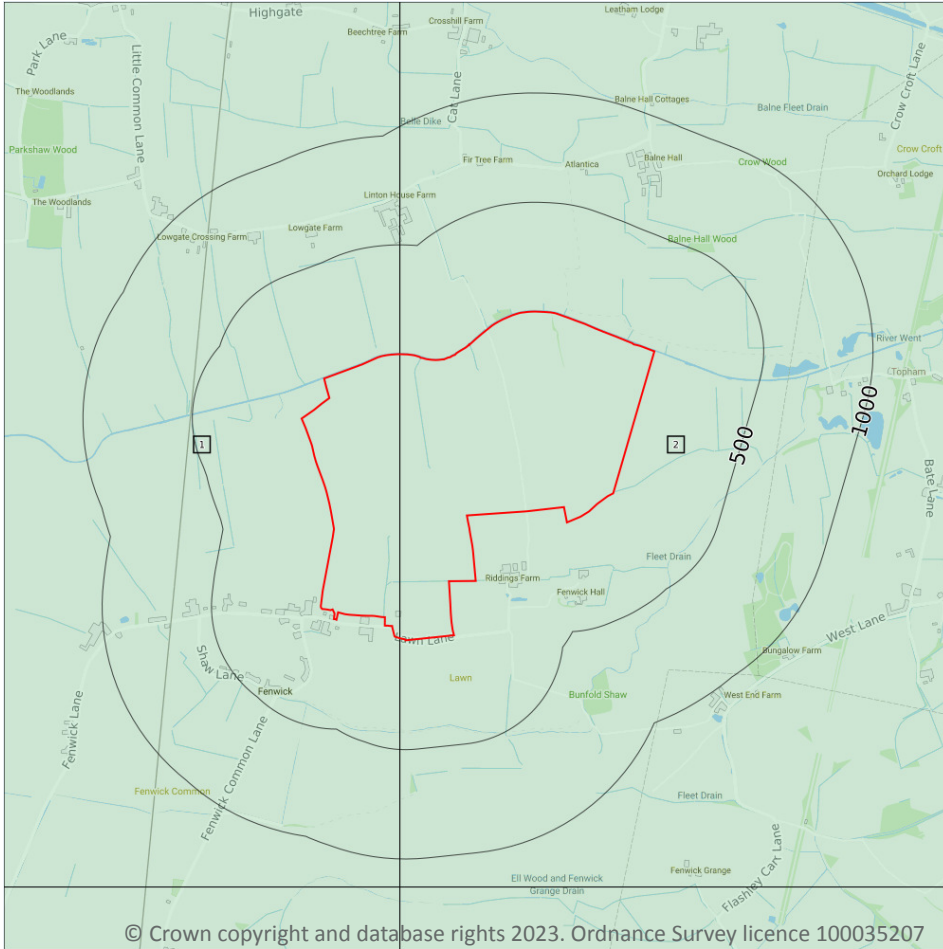 Highgate
Leatham Lodge
Crosshill Farm
Beechtree Farm
Park Lane
Little Common Lane
Cat Lane
Crow Croft Lane
The Woodlands
Balne Hall Cottages
Balne Fleet Drain
Belle Dike
Parkshaw Wood
Crow Croft
Fir Tree Farm
Atlantica
Balne Hall
Crow Wood
Orchard Lodge
The Woodlands
Linton House Farm
Lowgate Crossing Farm
Lowgate Farm
Balne Hall Wood
River Went
Topham
1000
500
1
2
Bate Lane
Fleet Drain
Riddings Farm
Fenwick Hall
Lawn Lane
West Lane
Bungalow Farm
Shaw Lane
Lawn
Fenwick
Bunfold Shaw
West End Farm
Fenwick Lane
Fenwick Common Lane
Fenwick Common
Fleet Drain
Flashley Carr Lane
Fenwick Grange
Ell Wood and Fenwick
Grange Drain
© Crown copyright and database rights 2023. Ordnance Survey licence 100035207